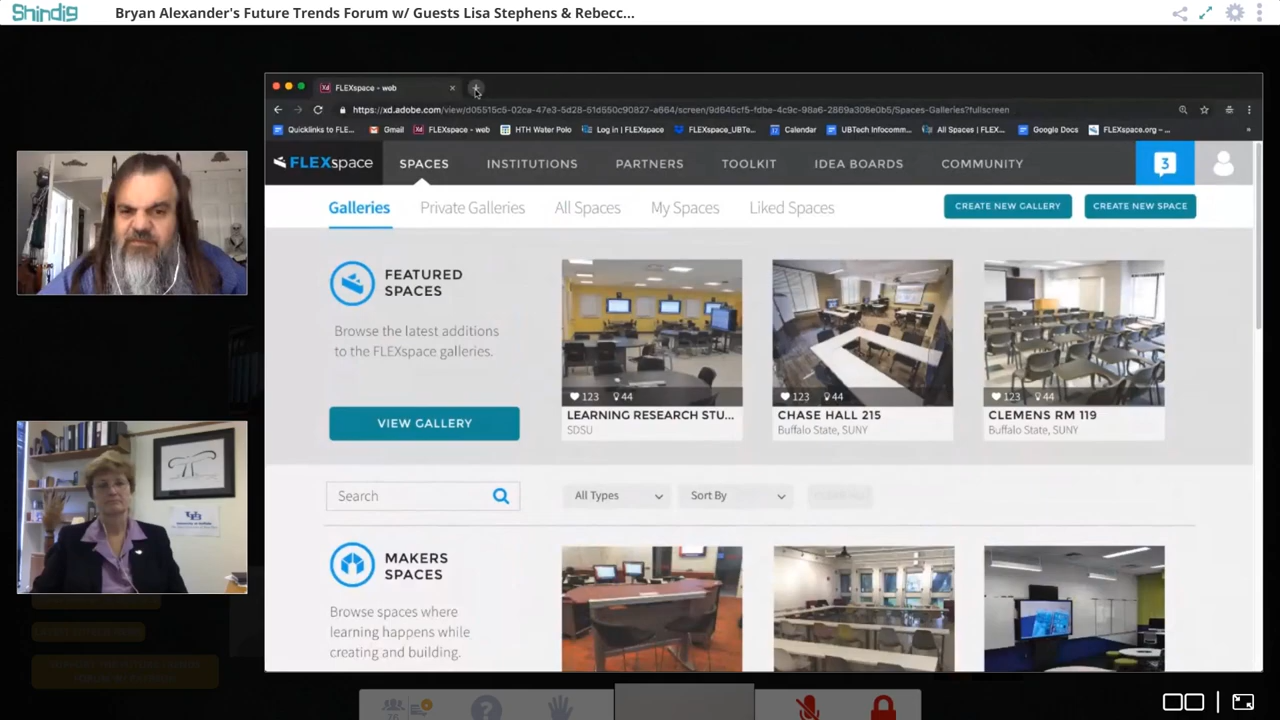 Shindig
Bryan Alexander's Future Trends Forum w/ Guests Lisa Stephens & Rebecc...
FLEXspace - web
https://xd.adobe.com/view/d05515c5-02ca-47e3-5d28-61d550c90827-a664/screen/9d645cf5-fdbe-4c9c-98a6-2869a308e0b5/Spaces-Galleries?fullscreen
Quicklinks to FLE... Gmail FLEXspace - web HTH Water Polo Log in | FLEXspace FLEXspace_UBTe... Calendar UBTech Infocomm... All Spaces | FLEX... Google Docs FLEXspace.org –...
FLEXspace SPACES INSTITUTIONS PARTNERS TOOLKIT IDEA BOARDS COMMUNITY 3
Galleries Private Galleries All Spaces My Spaces Liked Spaces CREATE NEW GALLERY CREATE NEW SPACE
FEATURED
SPACES
Browse the latest additions
to the FLEXspace galleries.
VIEW GALLERY
123 44
LEARNING RESEARCH STU...
SDSU
123 44
CHASE HALL 215
Buffalo State, SUNY
123 44
CLEMENS RM 119
Buffalo State, SUNY
Search All Types Sort By
MAKERS
SPACES
Browse spaces where
learning happens while
creating and building.